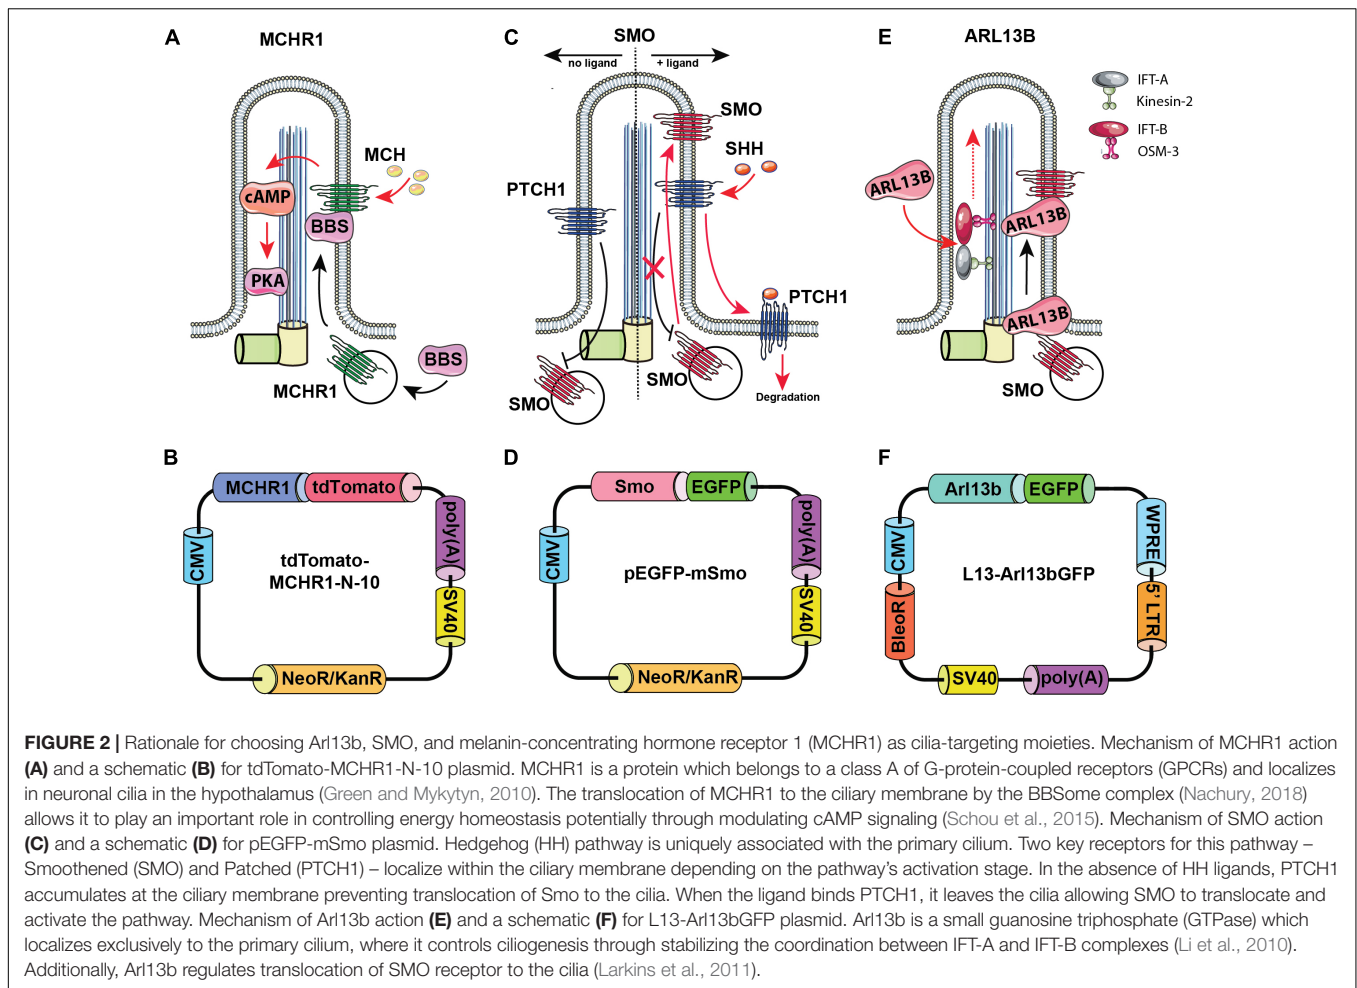 A
MCHR1
MCH
cAMP
BBS
PKA
MCHR1
BBS
C
SMO
no ligand
+ ligand
SMO
SHH
PTCH1
PTCH1
SMO
SMO
Degradation
E
ARL13B
IFT-A
Kinesin-2
IFT-B
OSM-3
ARL13B
ARL13B
ARL13B
SMO
B
MCHR1
tdTomato
CMV
poly(A)
tdTomato-
MCHR1-N-10
SV40
NeoR/KanR
D
Smo
EGFP
CMV
poly(A)
pEGFP-mSmo
SV40
NeoR/KanR
F
Arl13b
EGFP
CMV
WPRE
L13-Arl13bGFP
BleoR
5' LTR
SV40
poly(A)
FIGURE 2 | Rationale for choosing Arl13b, SMO, and melanin-concentrating hormone receptor 1 (MCHR1) as cilia-targeting moieties. Mechanism of MCHR1 action
(A) and a schematic (B) for tdTomato-MCHR1-N-10 plasmid. MCHR1 is a protein which belongs to a class A of G-protein-coupled receptors (GPCRs) and localizes
in neuronal cilia in the hypothalamus (Green and Mykytyn, 2010). The translocation of MCHR1 to the ciliary membrane by the BBSome complex (Nachury, 2018)
allows it to play an important role in controlling energy homeostasis potentially through modulating cAMP signaling (Schou et al., 2015). Mechanism of SMO action
(C) and a schematic (D) for pEGFP-mSmo plasmid. Hedgehog (HH) pathway is uniquely associated with the primary cilium. Two key receptors for this pathway –
Smoothened (SMO) and Patched (PTCH1) – localize within the ciliary membrane depending on the pathway's activation stage. In the absence of HH ligands, PTCH1
accumulates at the ciliary membrane preventing translocation of Smo to the cilia. When the ligand binds PTCH1, it leaves the cilia allowing SMO to translocate and
activate the pathway. Mechanism of Arl13b action (E) and a schematic (F) for L13-Arl13bGFP plasmid. Arl13b is a small guanosine triphosphate (GTPase) which
localizes exclusively to the primary cilium, where it controls ciliogenesis through stabilizing the coordination between IFT-A and IFT-B complexes (Li et al., 2010).
Additionally, Arl13b regulates translocation of SMO receptor to the cilia (Larkins et al., 2011).